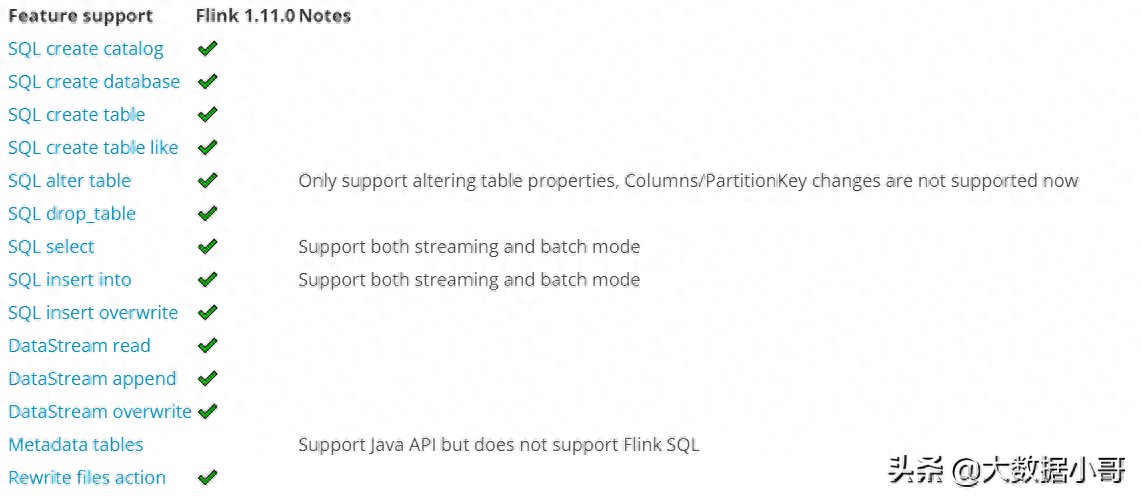 Feature support Flink 1.11.0 Notes
SQL create catalog ✔
SQL create database ✔
SQL create table ✔
SQL create table like ✔
SQL alter table ✔ Only support altering table properties, Columns/PartitionKey changes are not supported now
SQL drop_table ✔
SQL select ✔ Support both streaming and batch mode
SQL insert into ✔ Support both streaming and batch mode
SQL insert overwrite ✔
DataStream read ✔
DataStream append ✔
DataStream overwrite ✔
Metadata tables Support Java API but does not support Flink SQL
Rewrite files action ✔
头条 @大数据小哥